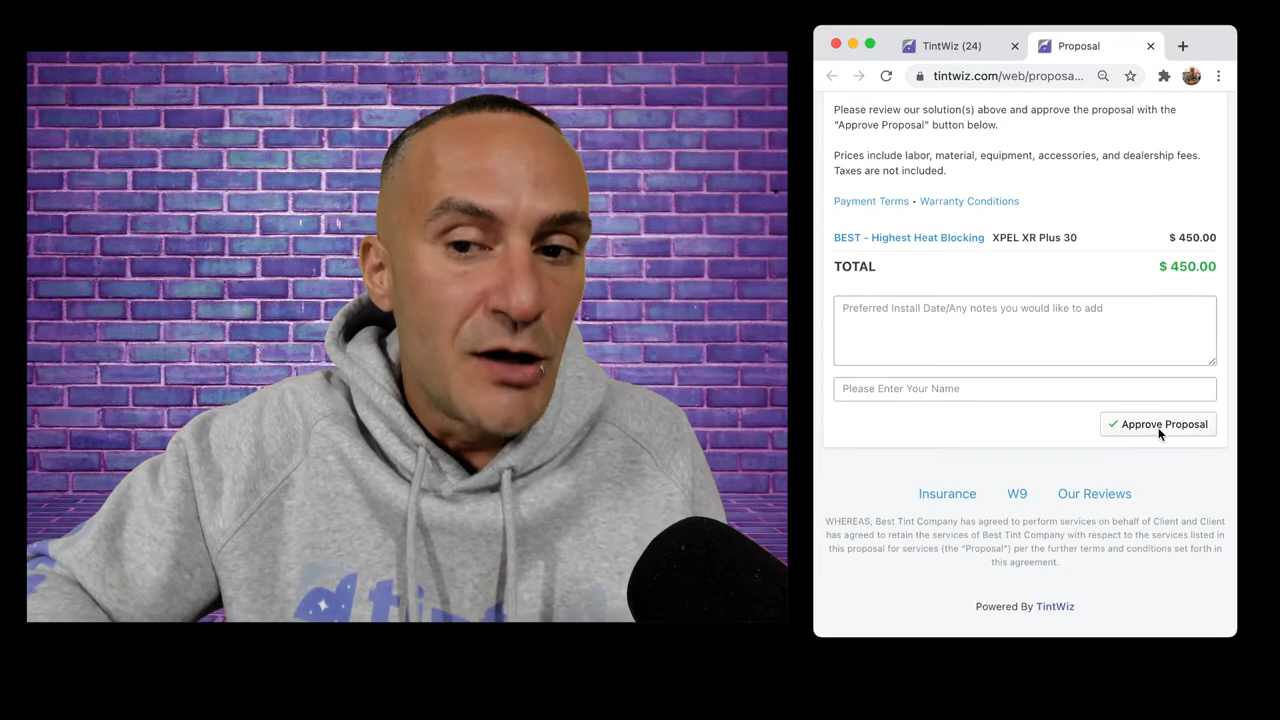 TintWiz (24)
Proposal
tintwiz.com/web/proposa...
Please review our solution(s) above and approve the proposal with the
"Approve Proposal" button below.
Prices include labor, material, equipment, accessories, and dealership fees.
Taxes are not included.
Payment Terms • Warranty Conditions
BEST - Highest Heat Blocking XPEL XR Plus 30 $ 450.00
TOTAL $ 450.00
Preferred Install Date/Any notes you would like to add
Please Enter Your Name
Approve Proposal
Insurance W9 Our Reviews
WHEREAS, Best Tint Company has agreed to perform services on behalf of Client and Client
has agreed to retain the services of Best Tint Company with respect to the services listed
in this proposal for services (the "Proposal") per the further terms and conditions set forth in
this agreement.
Powered By TintWiz